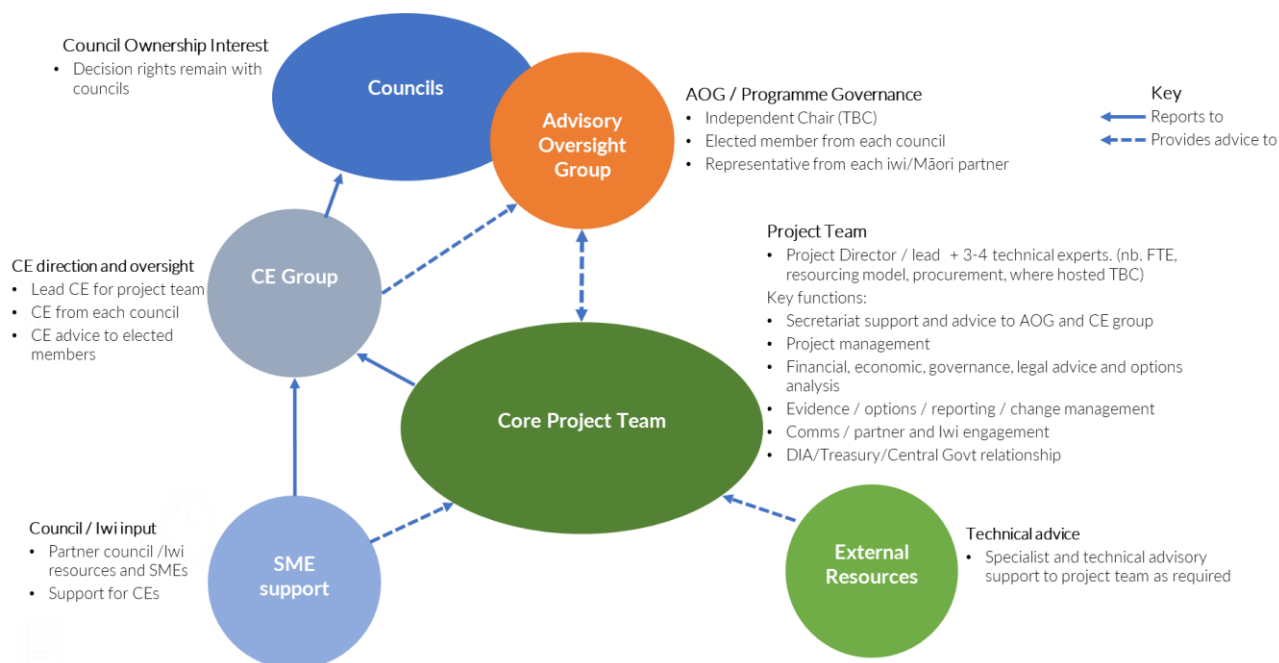 Council Ownership Interest
• Decision rights remain with
councils
Councils
Advisory
Oversight
Group
AOG / Programme Governance
• Independent Chair (TBC)
• Elected member from each council
• Representative from each iwi/Māori partner
Key
Reports to
Provides advice to
CE direction and oversight
• Lead CE for project team
• CE from each council
• CE advice to elected
members
CE Group
Project Team
• Project Director / lead + 3-4 technical experts. (nb. FTE,
resourcing model, procurement, where hosted TBC)
Key functions:
• Secretariat support and advice to AOG and CE group
• Project management
• Financial, economic, governance, legal advice and options
analysis
• Evidence / options / reporting / change management
• Comms / partner and Iwi engagement
• DIA/Treasury/Central Govt relationship
Core Project Team
Council / Iwi input
• Partner council /Iwi
resources and SMEs
• Support for CEs
SME
support
External
Resources
Technical advice
• Specialist and technical advisory
support to project team as required